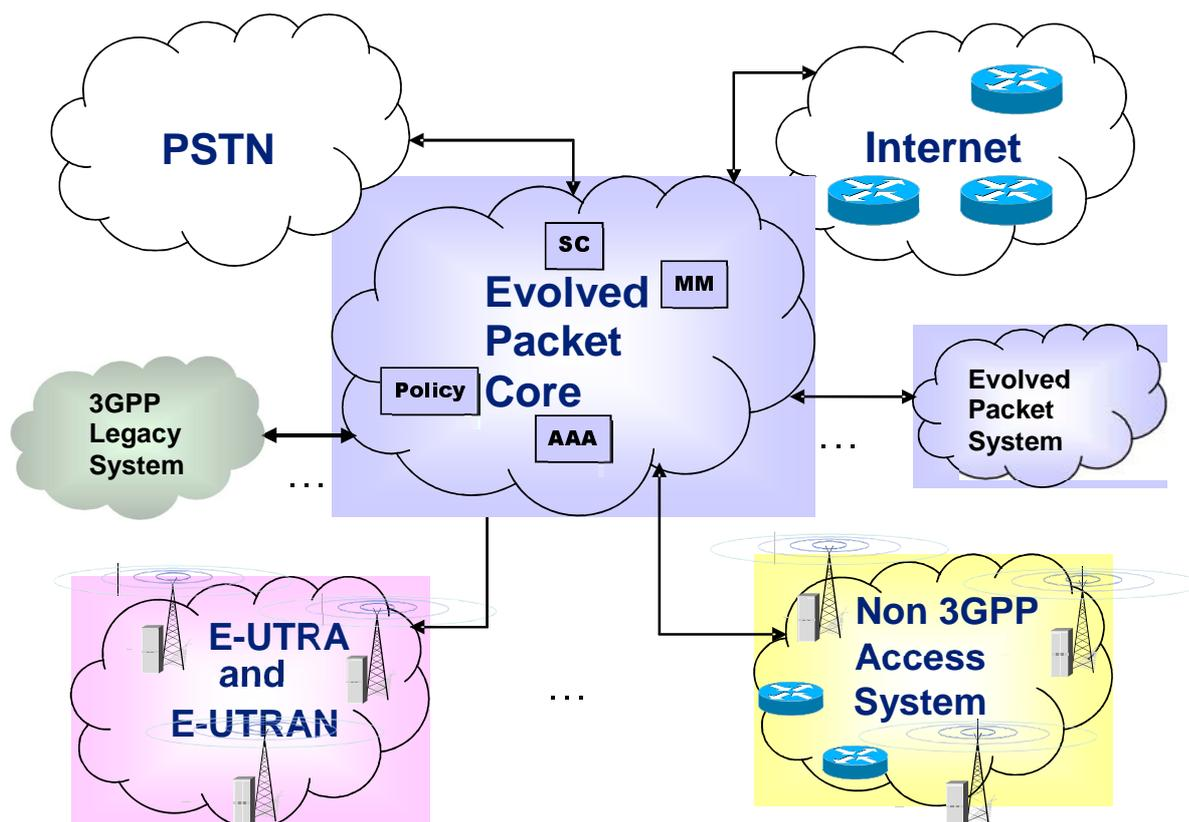 PSTN
Internet
SC
MM
Evolved
Packet
Core
Policy
AAA
3GPP
Legacy
System
...
Evolved
Packet
System
...
E-UTRA
and
E-UTRAN
...
Non 3GPP
Access
System